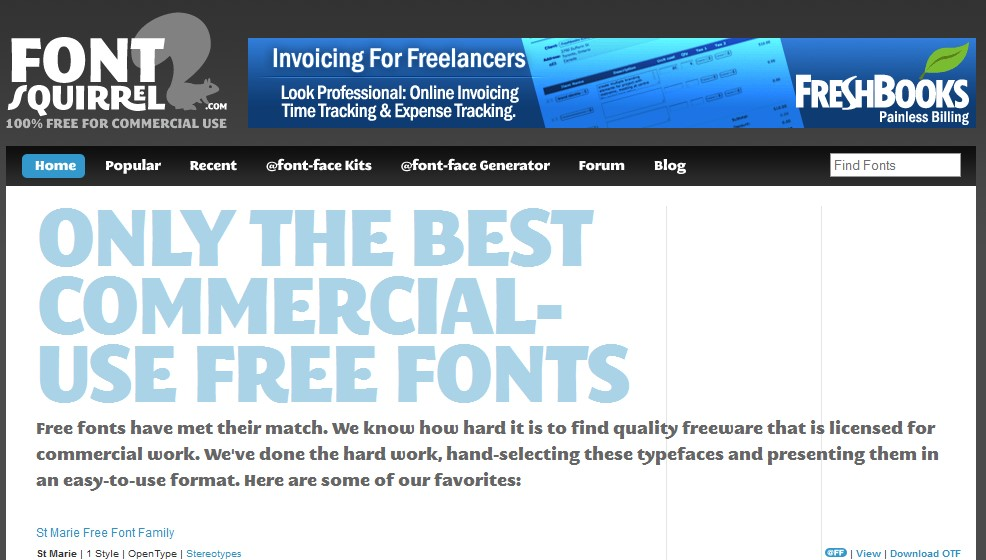 FONT
SQUIRREL
.COM
100% FREE FOR COMMERCIAL USE
Invoicing For Freelancers
Look Professional: Online Invoicing
Time Tracking & Expense Tracking.
FRESHBOOKS
Painless Billing
Home Popular Recent @font-face Kits @font-face Generator Forum Blog Find Fonts
ONLY THE BEST
COMMERCIAL-
USE FREE FONTS
Free fonts have met their match. We know how hard it is to find quality freeware that is licensed for
commercial work. We've done the hard work, hand-selecting these typefaces and presenting them in
an easy-to-use format. Here are some of our favorites:
St Marie Free Font Family
St Marie | 1 Style | OpenType | Stereotypes @FF | View | Download OTF